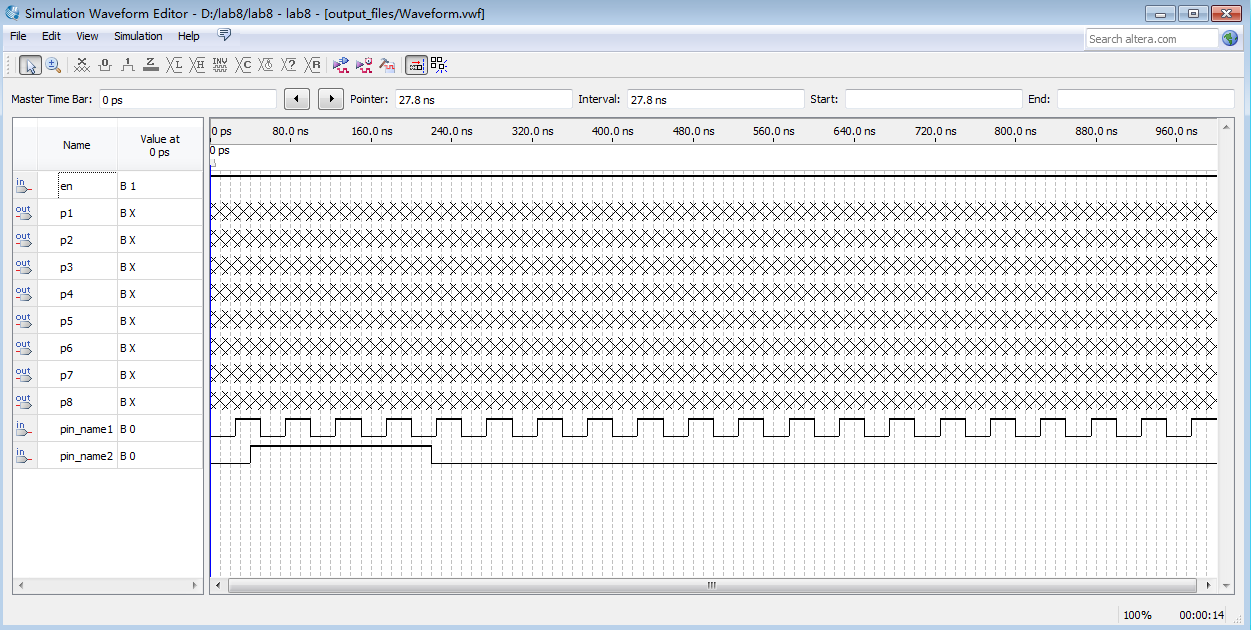 Simulation Waveform Editor - D:/lab8/lab8 - lab8 - [output_files/Waveform.vwf]
File Edit View Simulation Help Search altera.com
Master Time Bar: 0 ps Pointer: 27.8 ns Interval: 27.8 ns Start: End:
Name Value at 0 ps
0 ps 80.0 ns 160.0 ns 240.0 ns 320.0 ns 400.0 ns 480.0 ns 560.0 ns 640.0 ns 720.0 ns 800.0 ns 880.0 ns 960.0 ns
0 ps
in en B 1
out p1 B X
out p2 B X
out p3 B X
out p4 B X
out p5 B X
out p6 B X
out p7 B X
out p8 B X
in pin_name1 B 0
in pin_name2 B 0
100% 00:00:14